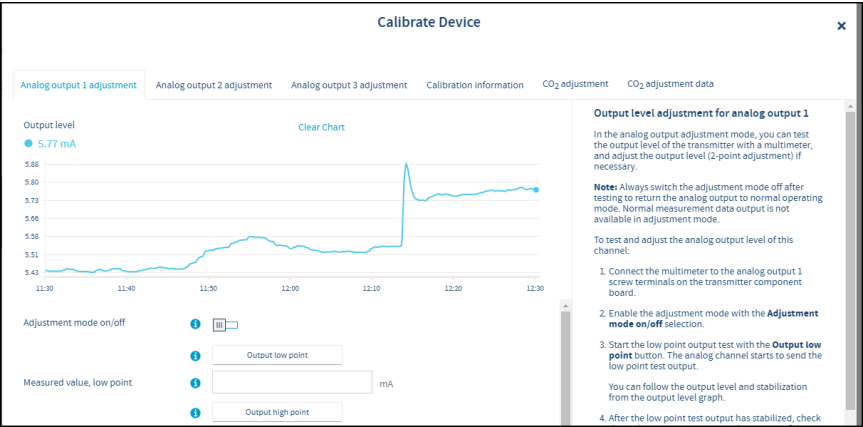 Calibrate Device
Analog output 1 adjustment
Analog output 2 adjustment
Analog output 3 adjustment
Calibration information
CO2 adjustment
CO2 adjustment data
Output level
5.77 mA
Clear Chart
5.88
5.80
5.73
5.66
5.58
5.51
5.43
11:30
11:40
11:50
12:00
12:10
12:20
12:30
Adjustment mode on/off
Output low point
Measured value, low point
mA
Output high point
Output level adjustment for analog output 1
In the analog output adjustment mode, you can test
the output level of the transmitter with a multimeter,
and adjust the output level (2-point adjustment) if
necessary.
Note: Always switch the adjustment mode off after
testing to return the analog output to normal operating
mode. Normal measurement data output is not
available in adjustment mode.
To test and adjust the analog output level of this
channel:
1. Connect the multimeter to the analog output 1
screw terminals on the transmitter component
board.
2. Enable the adjustment mode with the Adjustment
mode on/off selection.
3. Start the low point output test with the Output low
point button. The analog channel starts to send the
low point test output.
You can follow the output level and stabilization
from the output level graph.
4. After the low point test output has stabilized, check